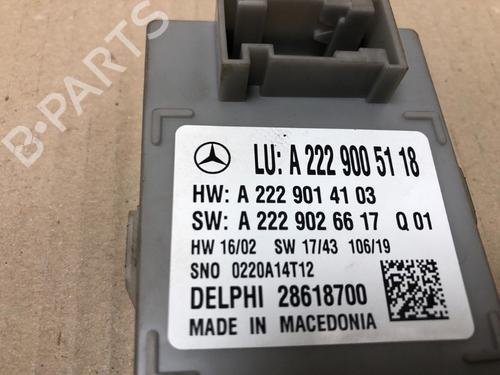 B-PARTS
LU: A 222 900 51 18
HW: A 222 901 41 03
SW: A 222 902 66 17 Q 01
HW 16/02 SW 17/43 106/19
SNO 0220A14T12
DELPHI 28618700
MADE IN MACEDONIA